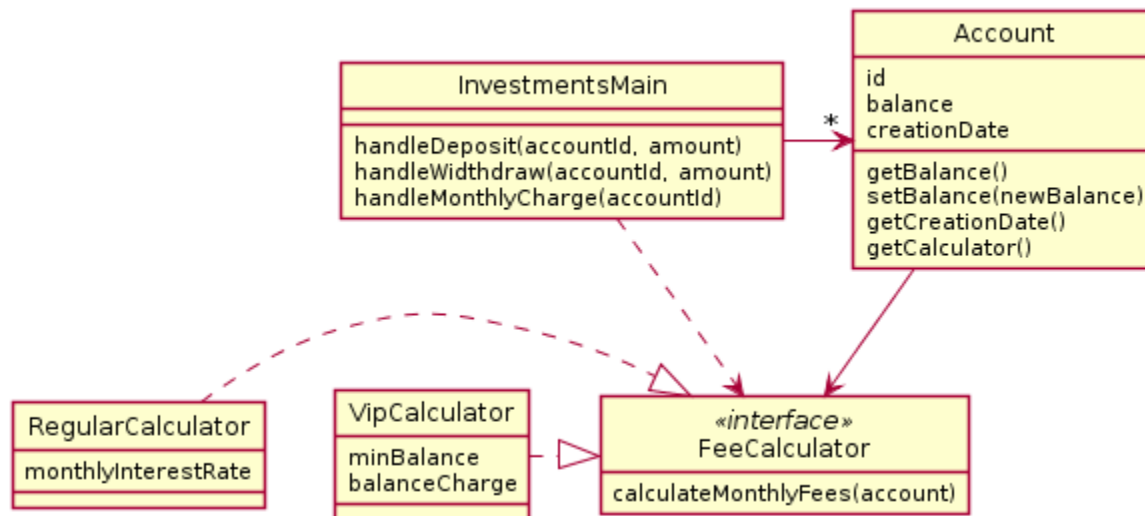 Account
id
balance
creationDate
getBalance()
setBalance(newBalance)
getCreationDate()
getCalculator()
InvestmentsMain
handleDeposit(accountId, amount)
handleWidthdraw(accountId, amount)
handleMonthlyCharge(accountId)
*
RegularCalculator
monthlyInterestRate
VipCalculator
minBalance
balanceCharge
«interface»
FeeCalculator
calculateMonthlyFees(account)